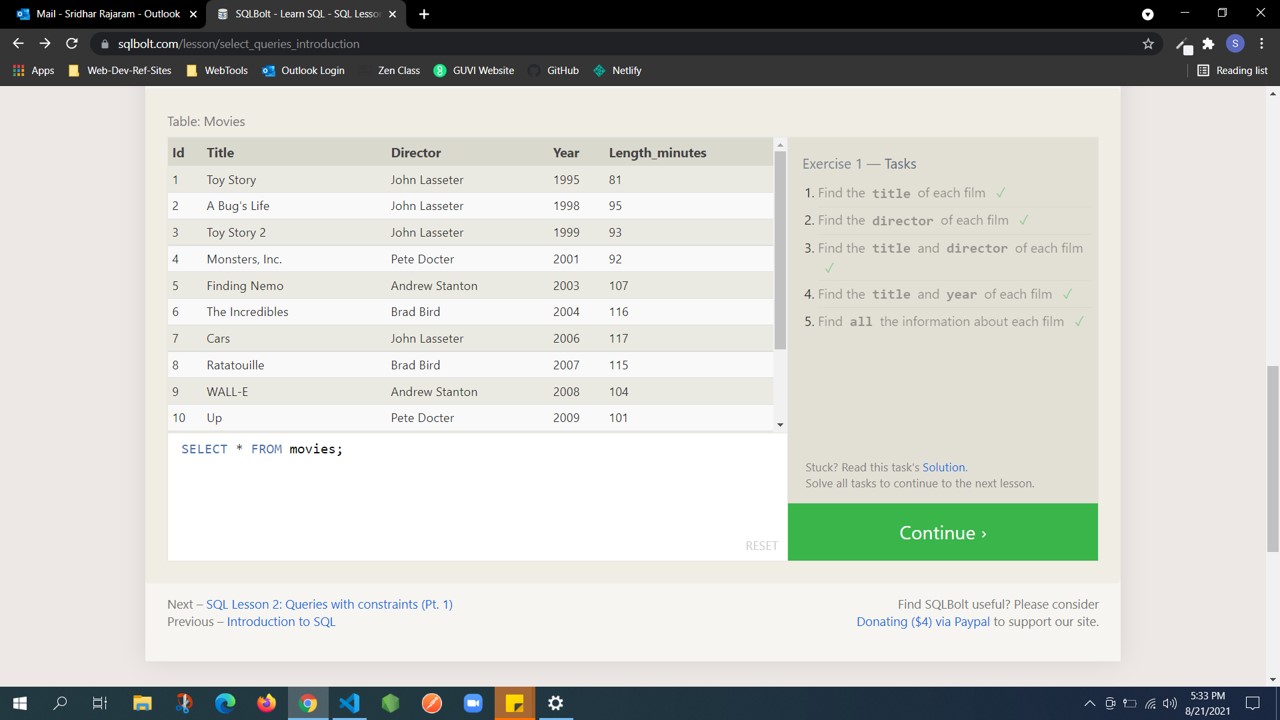 Mail - Sridhar Rajaram - Outlook
SQLBolt - Learn SQL - SQL Lesson
sqlbolt.com/lesson/select_queries_introduction
S
Apps Web-Dev-Ref-Sites WebTools Outlook Login Zen Class GUVI Website GitHub Netlify Reading list
Table: Movies
Id Title Director Year Length_minutes
1 Toy Story John Lasseter 1995 81
2 A Bug's Life John Lasseter 1998 95
3 Toy Story 2 John Lasseter 1999 93
4 Monsters, Inc. Pete Docter 2001 92
5 Finding Nemo Andrew Stanton 2003 107
6 The Incredibles Brad Bird 2004 116
7 Cars John Lasseter 2006 117
8 Ratatouille Brad Bird 2007 115
9 WALL-E Andrew Stanton 2008 104
10 Up Pete Docter 2009 101
SELECT * FROM movies;
RESET
Exercise 1 — Tasks
1. Find the title of each film ✓
2. Find the director of each film ✓
3. Find the title and director of each film
✓
4. Find the title and year of each film ✓
5. Find all the information about each film ✓
Stuck? Read this task's Solution.
Solve all tasks to continue to the next lesson.
Continue ›
Next – SQL Lesson 2: Queries with constraints (Pt. 1)
Previous – Introduction to SQL
Find SQLBolt useful? Please consider
Donating ($4) via Paypal to support our site.
5:33 PM
8/21/2021